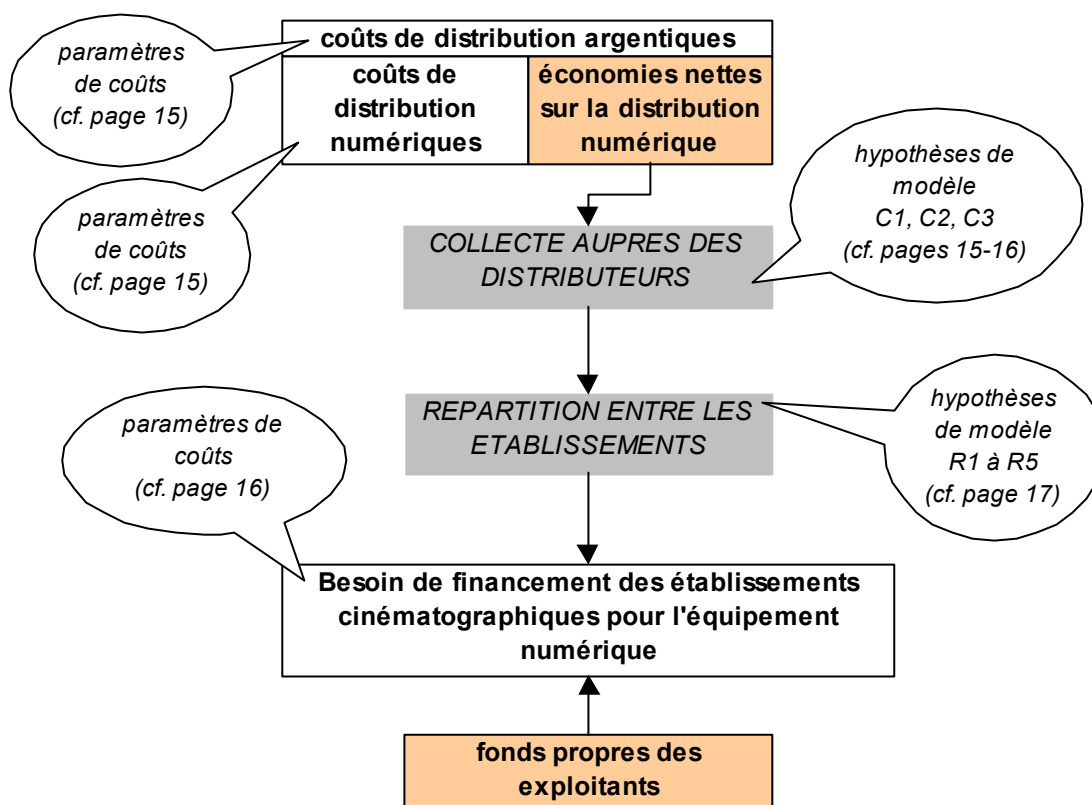 coûts de distribution argentiques
paramètres
de coûts
(cf. page 15)
coûts de
distribution
numériques
économies nettes
sur la distribution
numérique
paramètres
de coûts
(cf. page 15)
hypothèses de
modèle
C1, C2, C3
(cf. pages 15-16)
COLLECTE AUPRES DES
DISTRIBUTEURS
REPARTITION ENTRE LES
ETABLISSEMENTS
hypothèses
de modèle
R1 à R5
(cf. page 17)
paramètres de
coûts
(cf. page 16)
Besoin de financement des établissements
cinématographiques pour l'équipement
numérique
fonds propres des
exploitants